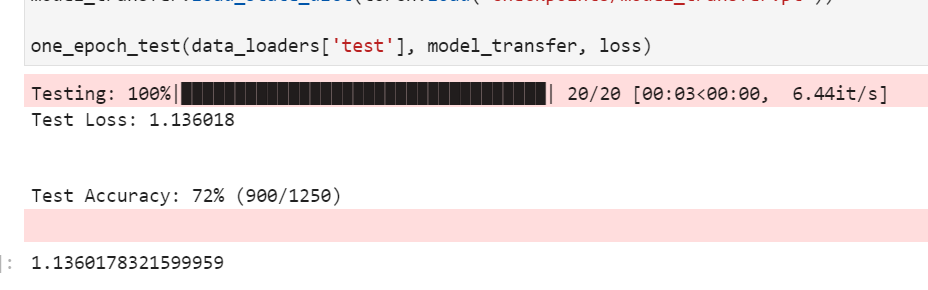 one_epoch_test(data_loaders['test'], model_transfer, loss)
Testing: 100%|██████████████████████████████| 20/20 [00:03<00:00,  6.44it/s]
Test Loss: 1.136018
Test Accuracy: 72% (900/1250)
]: 1.1360178321599959